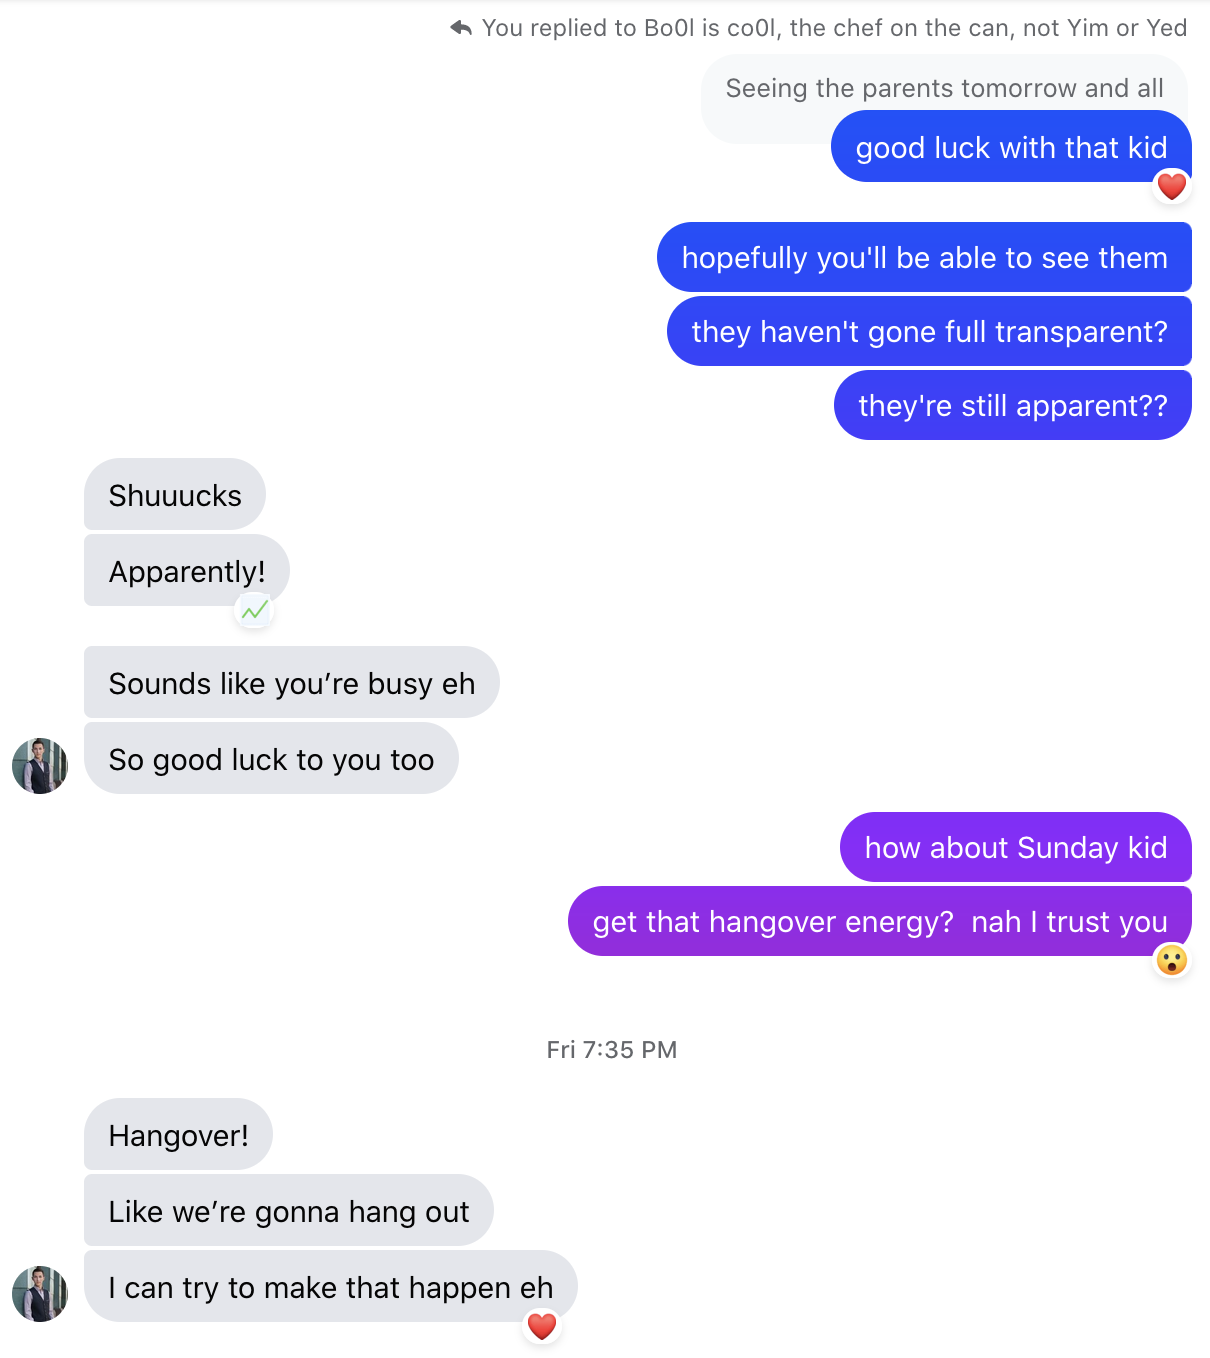 You replied to Bo0l is co0l, the chef on the can, not Yim or Yed
Seeing the parents tomorrow and all
good luck with that kid
hopefully you'll be able to see them
they haven't gone full transparent?
they're still apparent??
Shuuucks
Apparently!
Sounds like you’re busy eh
So good luck to you too
how about Sunday kid
get that hangover energy?  nah I trust you
Fri 7:35 PM
Hangover!
Like we’re gonna hang out
I can try to make that happen eh